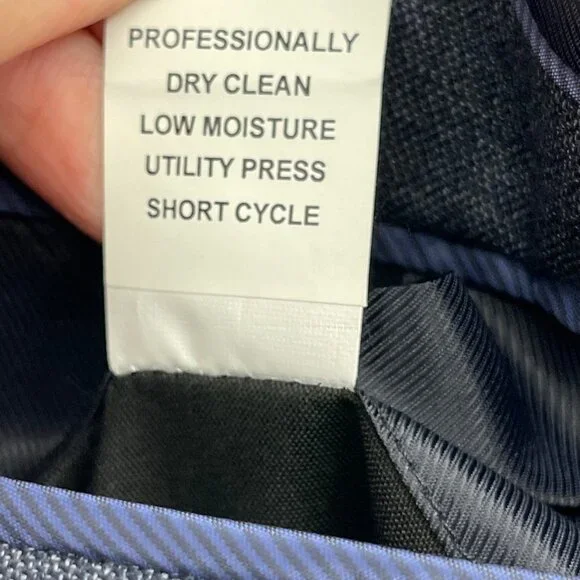 PROFESSIONALLY
DRY CLEAN
LOW MOISTURE
UTILITY PRESS
SHORT CYCLE